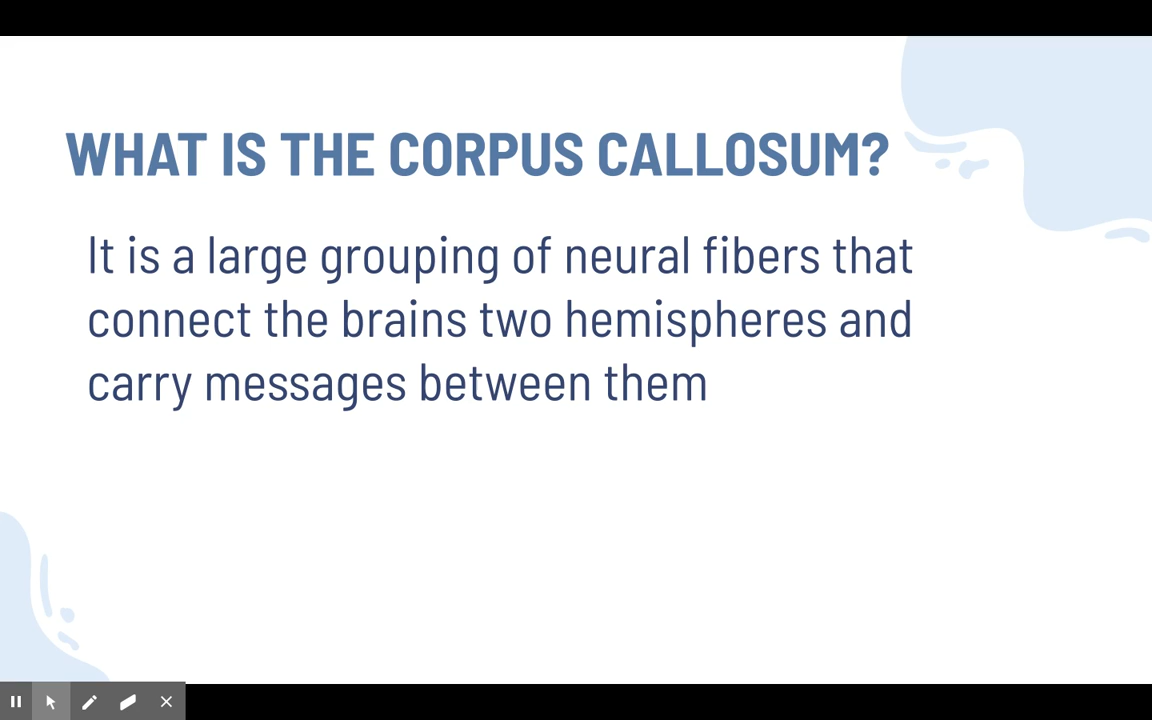 WHAT IS THE CORPUS CALLOSUM?
It is a large grouping of neural fibers that
connect the brains two hemispheres and
carry messages between them